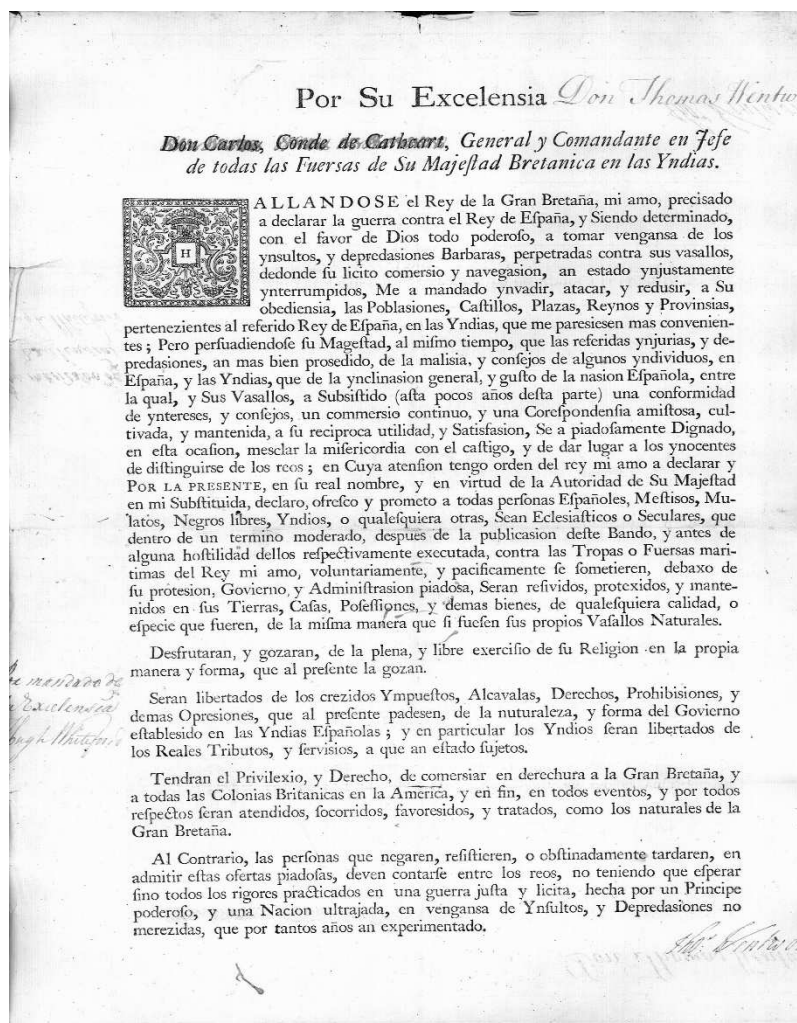 Por Su Excelensia Don Thomas Wentw
Don Carlos, Conde de Cathcart, General y Comandante en Jefe
de todas las Fuersas de Su Majeſtad Bretanica en las Yndias.
HALLANDOSE el Rey de la Gran Bretaña, mi amo, precisado
a declarar la guerra contra el Rey de Eſpaña, y Siendo determinado,
con el favor de Dios todo poderoſo, a tomar vengansa de los
ynsultos, y depredasiones Barbaras, perpetradas contra sus vasallos,
dedonde ſu licito comersio y navegasion, an estado ynjustamente
ynterrumpidos, Me a mandado ynvadir, atacar, y redusir, a Su
obediensia, las Poblasiones, Caſtillos, Plazas, Reynos y Provinsias,
pertenezientes al referido Rey de Eſpaña, en las Yndias, que me paresiesen mas convenien-
tes; Pero perſuadiendoſe ſu Mageſtad, al miſmo tiempo, que las referidas ynjurias, y de-
predasiones, an mas bien prosedido, de la malisia, y conſejos de algunos yndividuos, en
Eſpaña, y las Yndias, que de la ynclinasion general, y guſto de la nasion Eſpañola, entre
la qual, y Sus Vasallos, a Subsiſtido (aſta pocos años deſta parte) una conformidad
de yntereses, y conſejos, un commersio continuo, y una Coreſpondenſia amiſtosa, cul-
tivada, y mantenida, a ſu reciproca utilidad, y Satisfasion, Se a piadoſamente Dignado,
en eſta ocaſion, mesclar la miſericordia con el caſtigo, y de dar lugar a los ynocentes
de diſtinguirse de los reos; en Cuya atension tengo orden del rey mi amo a declarar y
POR LA PRESENTE, en ſu real nombre, y en virtud de la Autoridad de Su Majeſtad
en mi Subſtituida, declaro, ofreſco y prometo a todas perſonas Eſpañoles, Meſtisos, Mu-
latos, Negros libres, Yndios, o qualeſquiera otras, Sean Ecleſiaſticos o Seculares, que
dentro de un termino moderado, despues de la publicasion deſte Bando, y antes de
alguna hoſtilidad dellos reſpectivamente executada, contra las Tropas o Fuersas mari-
timas del Rey mi amo, voluntariamente, y pacificamente ſe ſometieren, debaxo de
ſu protesion, Govierno, y Adminiſtrasion piadosa, Seran reſividos, protexidos, y mante-
nidos en ſus Tierras, Caſas, Poſeſſiones, y demas bienes, de qualeſquiera calidad, o
eſpecie que fueren, de la miſma manera que ſi fueſen ſus propios Vaſallos Naturales.
Desfrutaran, y gozaran, de la plena, y libre exerciſio de ſu Religion en la propia
manera y forma, que al preſente la gozan.
Seran libertados de los crezidos Ympueſtos, Alcavalas, Derechos, Prohibisiones, y
demas Opresiones, que al preſente padesen, de la nuturaleza, y forma del Govierno
eſtablesido en las Yndias Eſpañolas; y en particular los Yndios ſeran libertados de
los Reales Tributos, y ſervisios, a que an eſtado ſujetos.
Tendran el Privilexio, y Derecho, de comersiar en derechura a la Gran Bretaña, y
a todas las Colonias Britanicas en la America, y en fin, en todos eventos, y por todos
reſpectos ſeran atendidos, ſocorridos, favoresidos, y tratados, como los naturales de la
Gran Bretaña.
Al Contrario, las perſonas que negaren, reſiſtieren, o obſtinadamente tardaren, en
admitir eſtas ofertas piadoſas, deven contarſe entre los reos, no teniendo que eſperar
ſino todos los rigores practicados en una guerra juſta y licita, hecha por un Principe
poderoſo, y una Nacion ultrajada, en vengansa de Ynſultos, y Depredasiones no
merezidas, que por tantos años an experimentado.
mandado de
Excelensia
Tho.s Wentwo